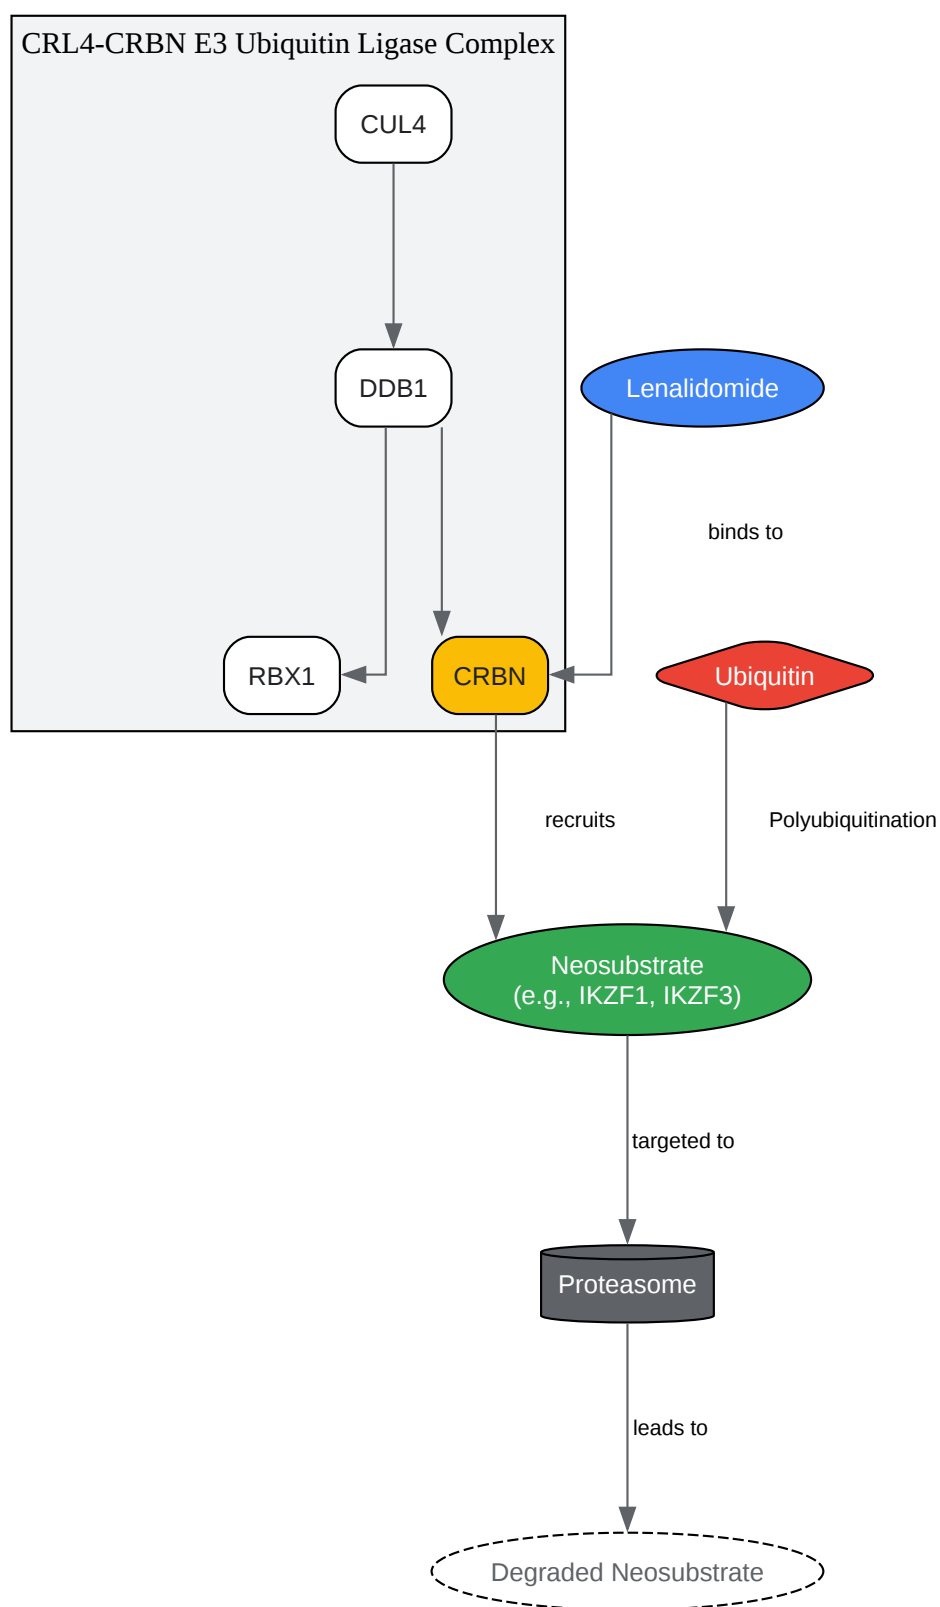 CRL4-CRBN E3 Ubiquitin Ligase Complex
CUL4
DDB1
Lenalidomide
binds to
RBX1
CRBN
Ubiquitin
recruits
Polyubiquitination
Neosubstrate
(e.g., IKZF1, IKZF3)
targeted to
Proteasome
leads to
Degraded Neosubstrate